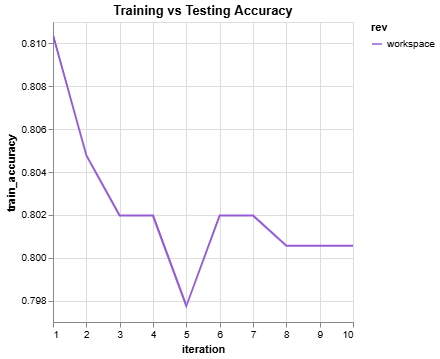 Training vs Testing Accuracy
rev
workspace
train_accuracy
0.810
0.808
0.806
0.804
0.802
0.800
0.798
1 2 3 4 5 6 7 8 9 10
iteration